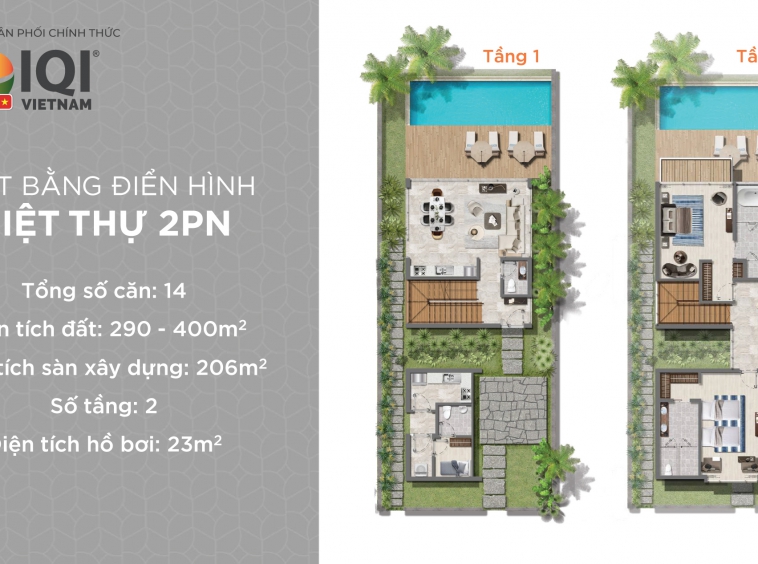 ÂN PHỐI CHÍNH THỨC
IQI®
VIETNAM
T BẰNG ĐIỂN HÌNH
IỆT THỰ 2PN
Tổng số căn: 14
n tích đất: 290 - 400m²
tích sàn xây dựng: 206m²
Số tầng: 2
iện tích hồ bơi: 23m²
Tầng 1
Tầ